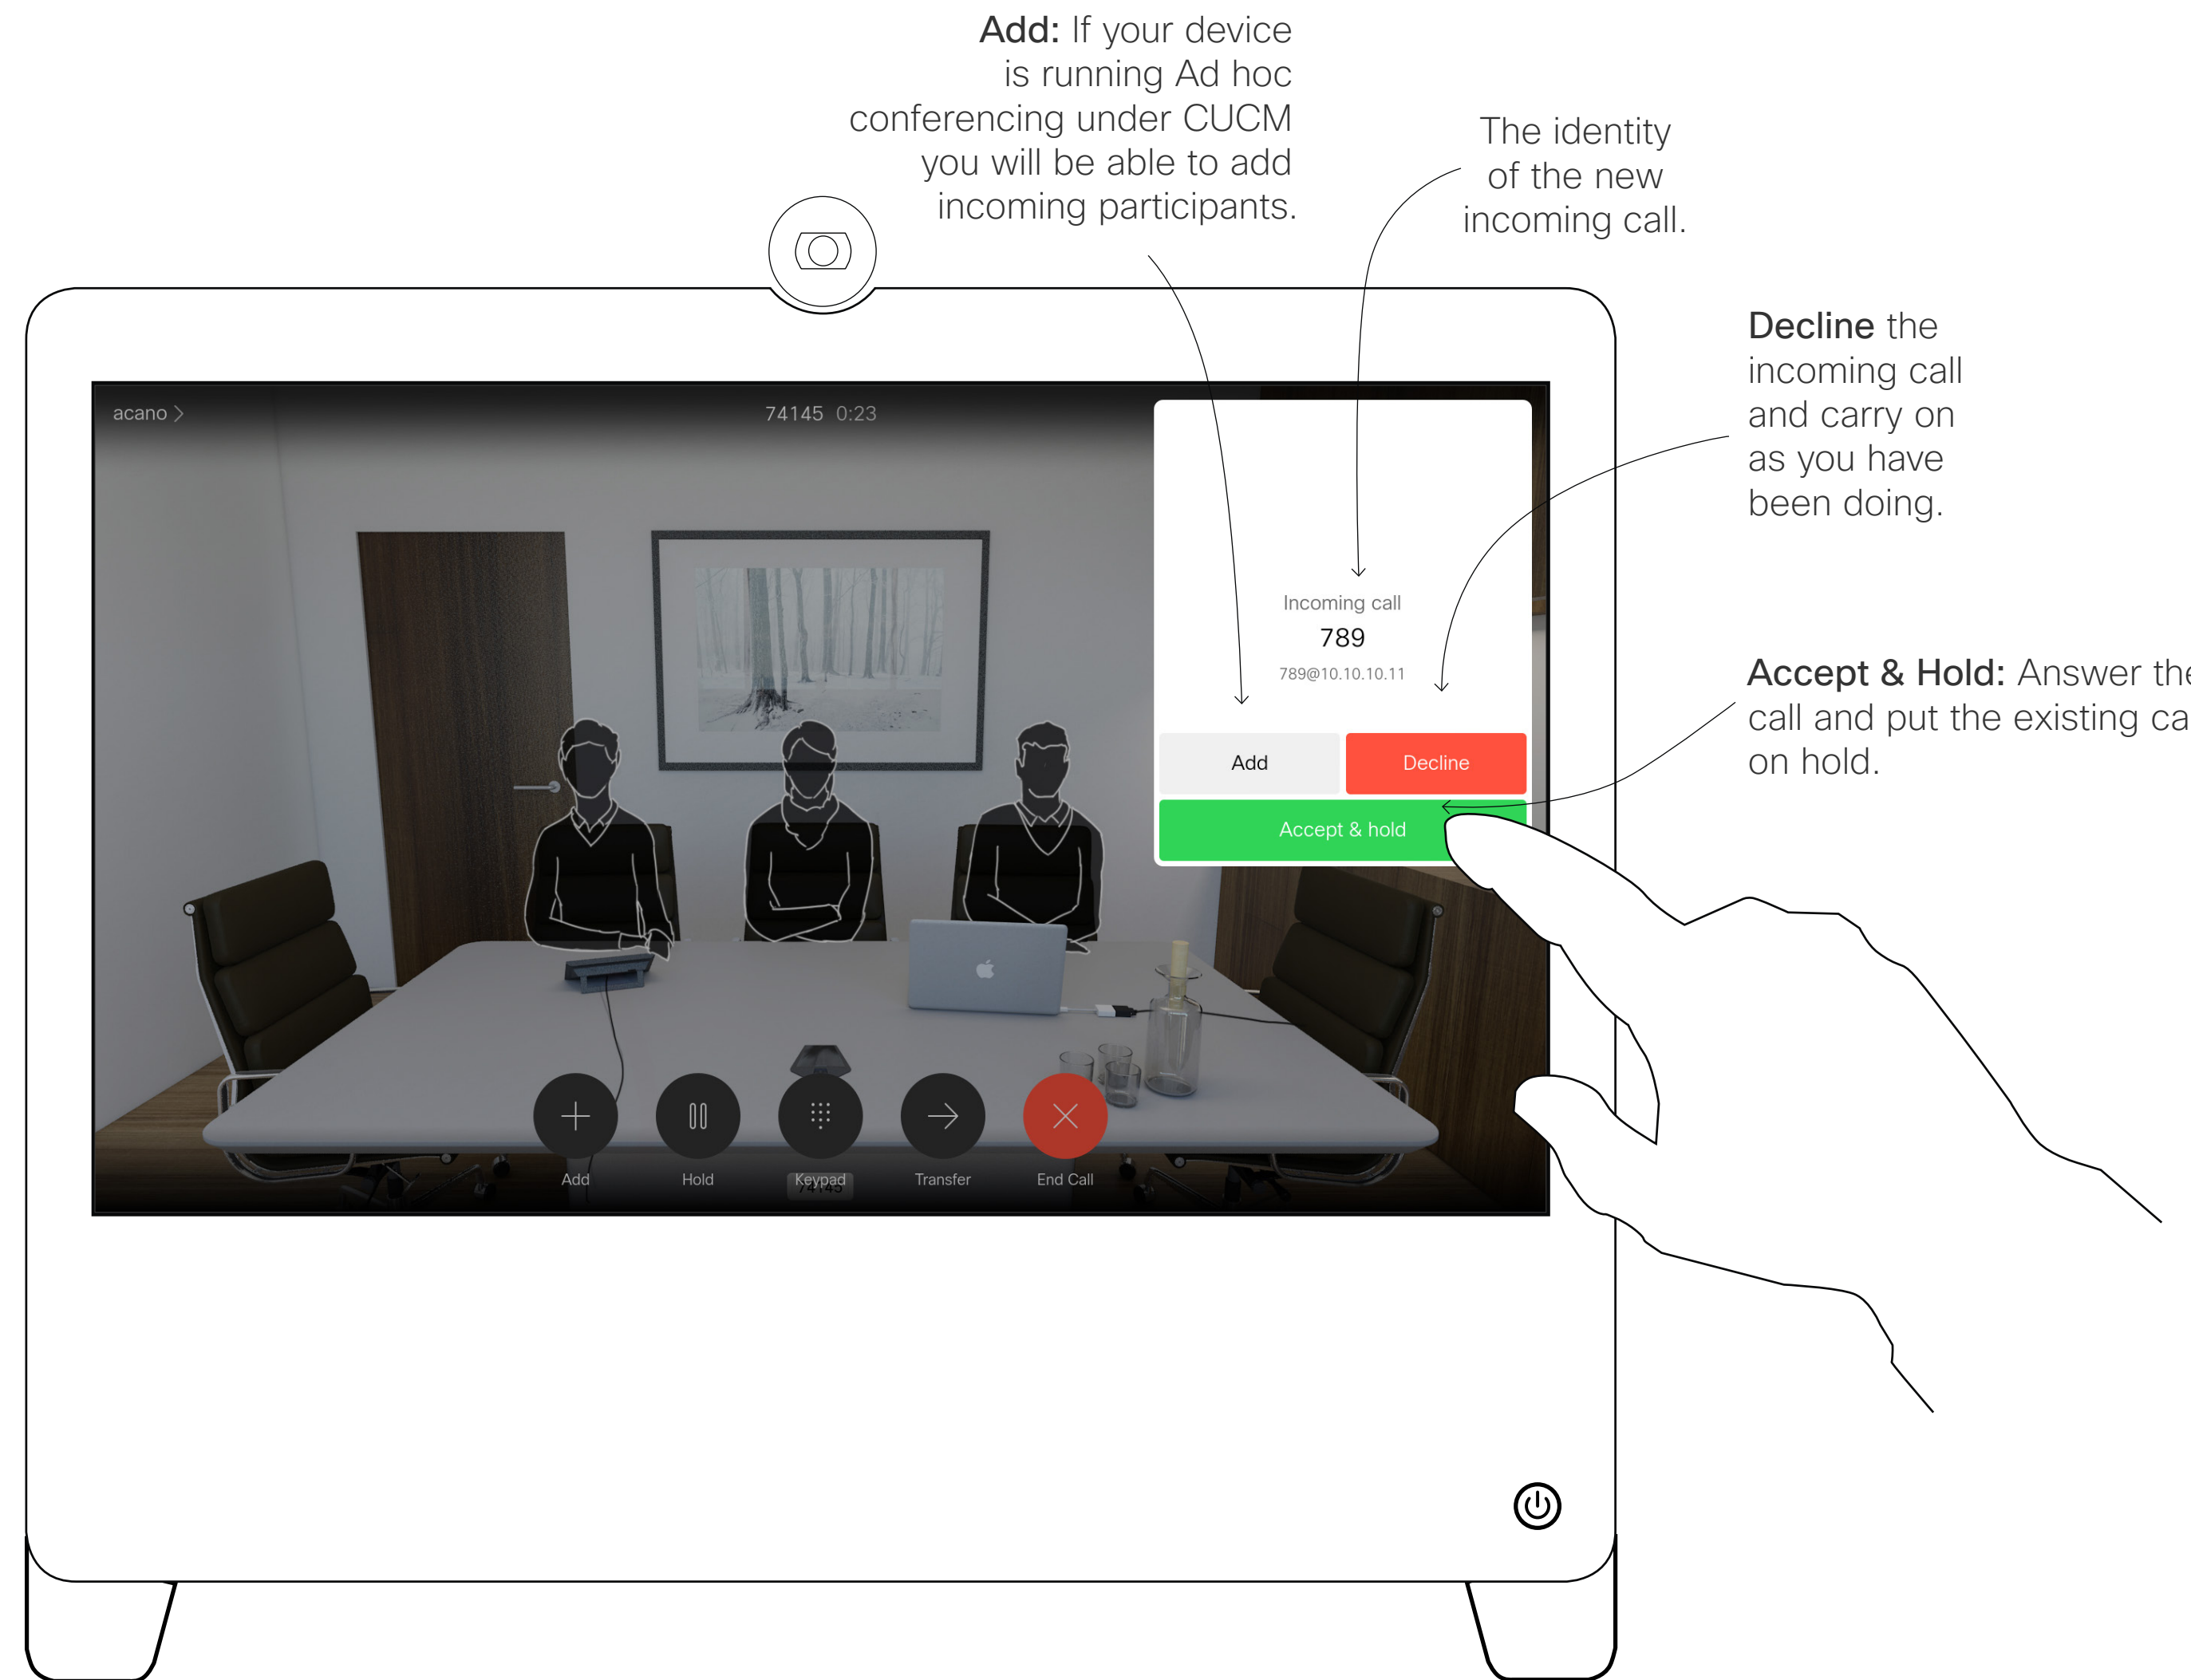 Add: If your device
is running Ad hoc
conferencing under CUCM
you will be able to add
incoming participants.
The identity
of the new
incoming call.
Decline the
incoming call
and carry on
as you have
been doing.
Accept & Hold: Answer the
call and put the existing ca
on hold.
acano
74145 0:23
Incoming call
789
789@10.10.10.11
Add
Decline
Accept & hold
Add
Hold
Keypad
Transfer
End Call
74145